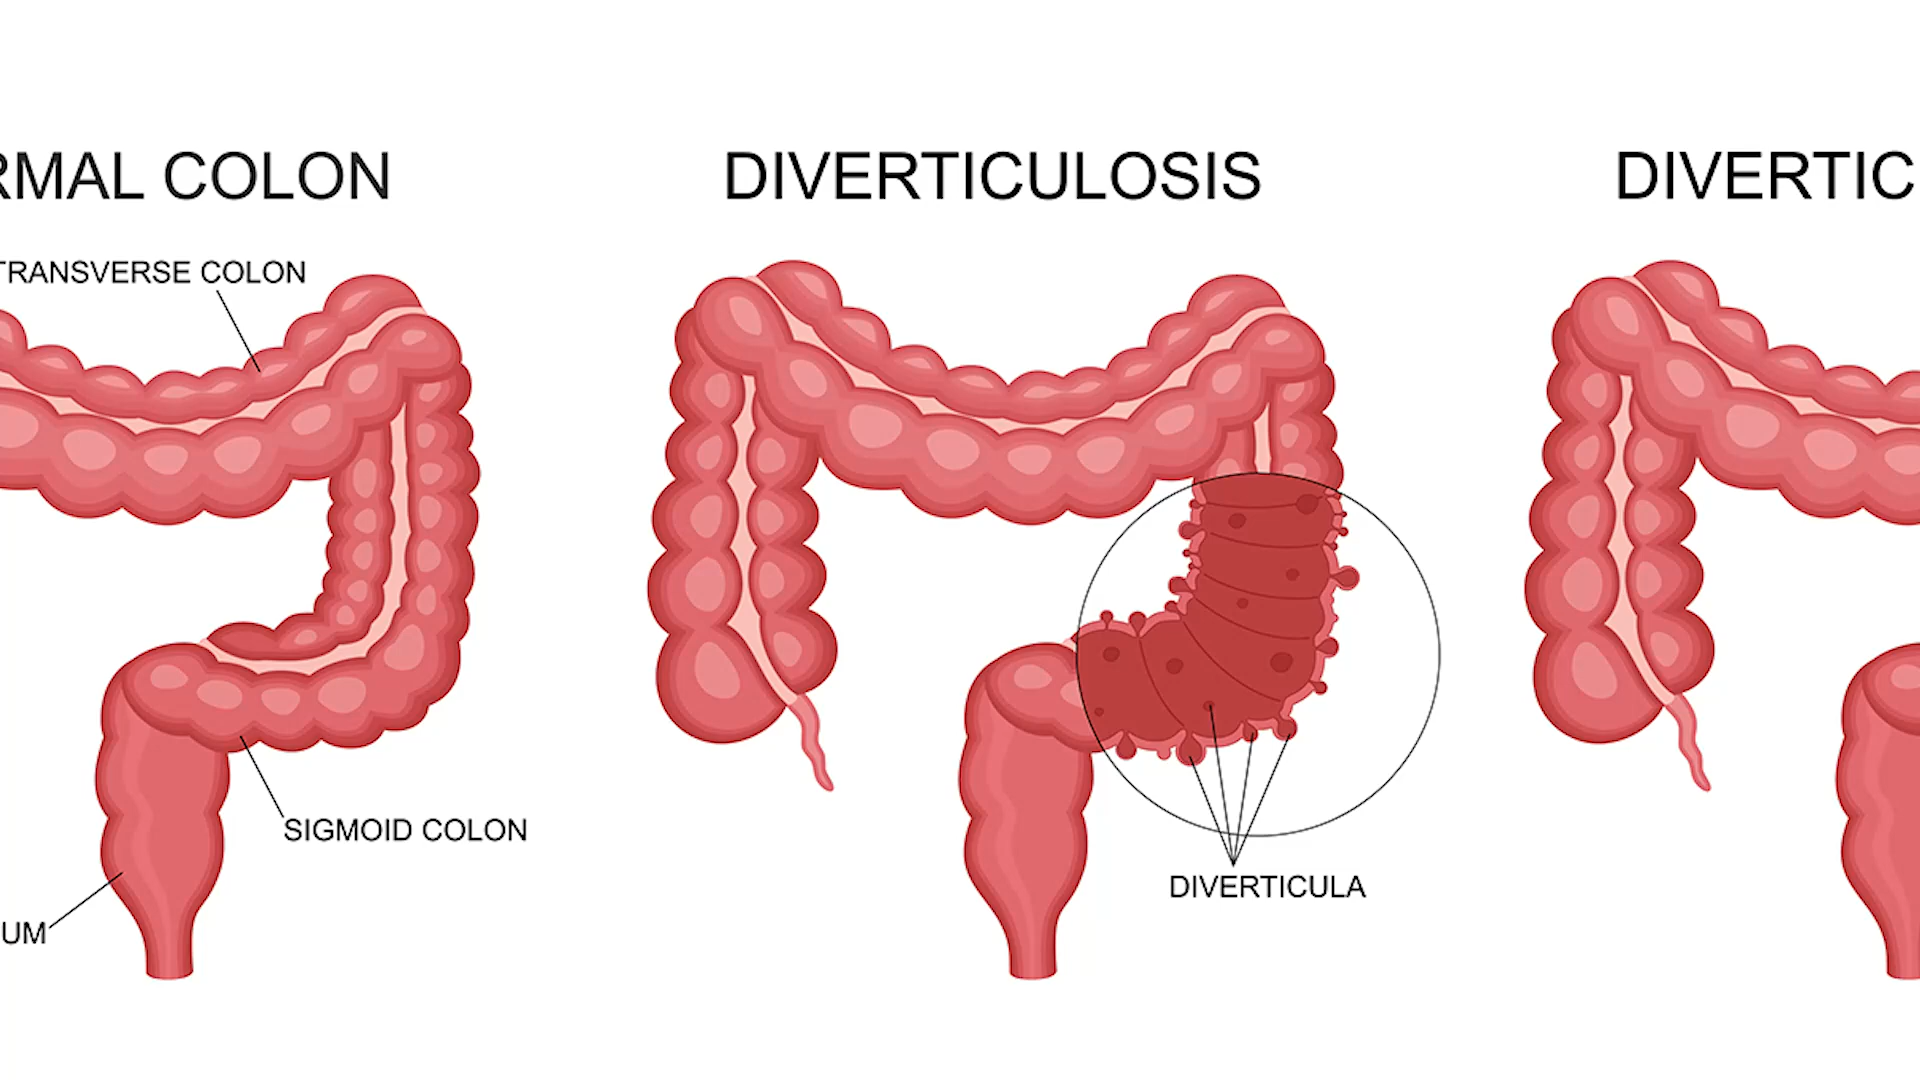 RMAL COLON
TRANSVERSE COLON
SIGMOID COLON
UM
DIVERTICULOSIS
DIVERTICULA
DIVERTIC